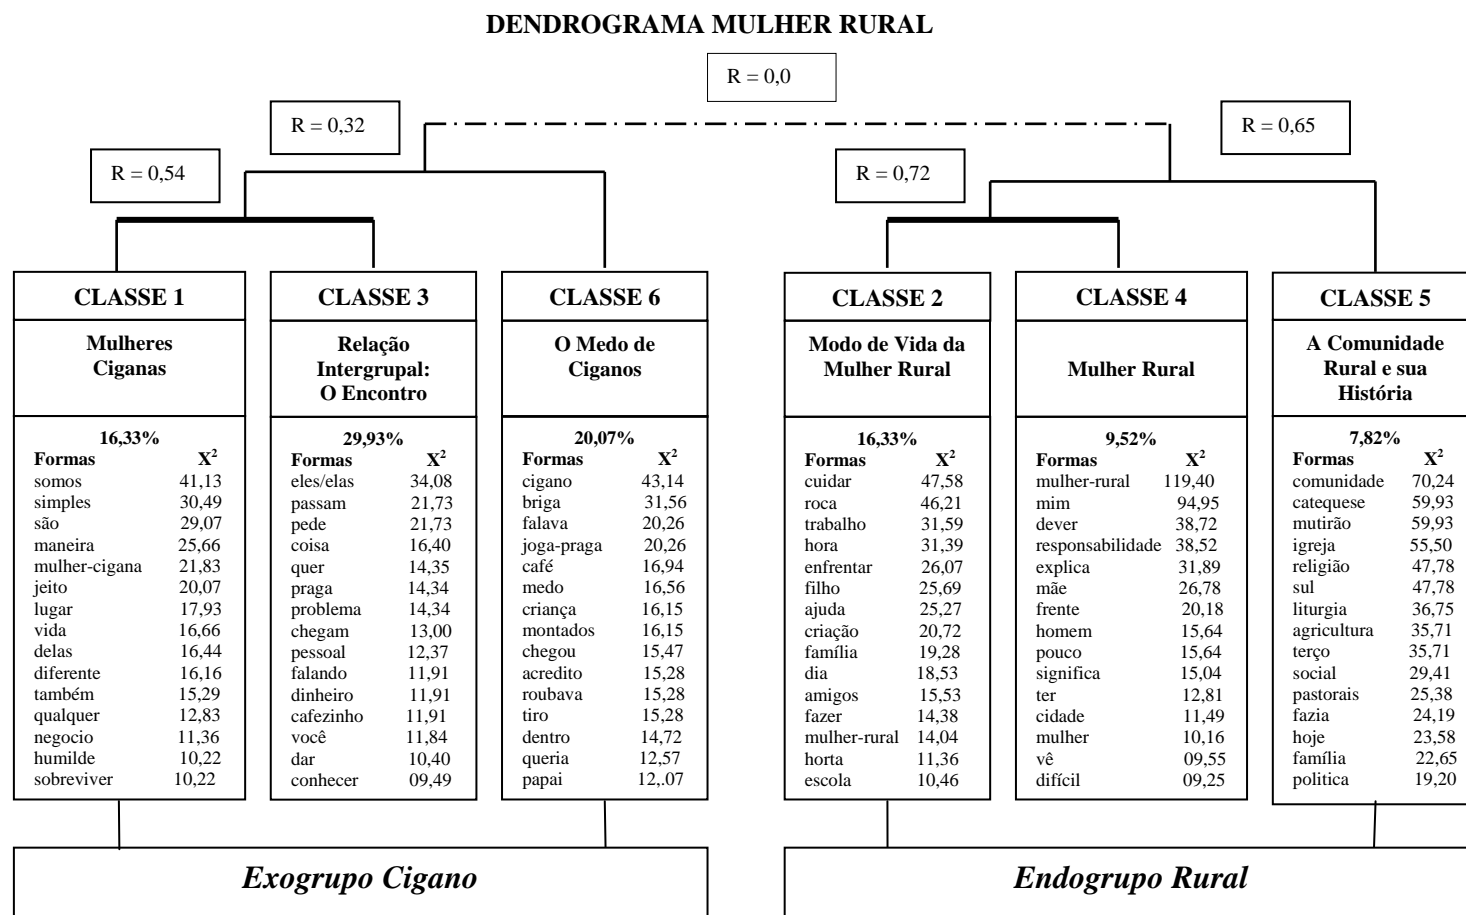 DENDROGRAMA MULHER RURAL
R = 0,0
R = 0,32
R = 0,65
R = 0,54
R = 0,72
CLASSE 1
Mulheres
Ciganas
16,33%
Formas X²
somos 41,13
simples 30,49
são 29,07
maneira 25,66
mulher-cigana 21,83
jeito 20,07
lugar 17,93
vida 16,66
delas 16,44
diferente 16,16
também 15,29
qualquer 12,83
negocio 11,36
humilde 10,22
sobreviver 10,22
CLASSE 3
Relação
Intergrupal:
O Encontro
29,93%
Formas X²
eles/elas 34,08
passam 21,73
pede 21,73
coisa 16,40
quer 14,35
praga 14,34
problema 14,34
chegam 13,00
pessoal 12,37
falando 11,91
dinheiro 11,91
cafezinho 11,91
você 11,84
dar 10,40
conhecer 09,49
CLASSE 6
O Medo de
Ciganos
20,07%
Formas X²
cigano 43,14
briga 31,56
falava 20,26
joga-praga 20,26
café 16,94
medo 16,56
criança 16,15
montados 16,15
chegou 15,47
acredito 15,28
roubava 15,28
tiro 15,28
dentro 14,72
queria 12,57
papai 12,.07
CLASSE 2
Modo de Vida da
Mulher Rural
16,33%
Formas X²
cuidar 47,58
roca 46,21
trabalho 31,59
hora 31,39
enfrentar 26,07
filho 25,69
ajuda 25,27
criação 20,72
família 19,28
dia 18,53
amigos 15,53
fazer 14,38
mulher-rural 14,04
horta 11,36
escola 10,46
CLASSE 4
Mulher Rural
9,52%
Formas X²
mulher-rural 119,40
mim 94,95
dever 38,72
responsabilidade 38,52
explica 31,89
mãe 26,78
frente 20,18
homem 15,64
pouco 15,64
significa 15,04
ter 12,81
cidade 11,49
mulher 10,16
vê 09,55
difícil 09,25
CLASSE 5
A Comunidade
Rural e sua
História
7,82%
Formas X²
comunidade 70,24
catequese 59,93
mutirão 59,93
igreja 55,50
religião 47,78
sul 47,78
liturgia 36,75
agricultura 35,71
terço 35,71
social 29,41
pastorais 25,38
fazia 24,19
hoje 23,58
família 22,65
politica 19,20
Exogrupo Cigano
Endogrupo Rural